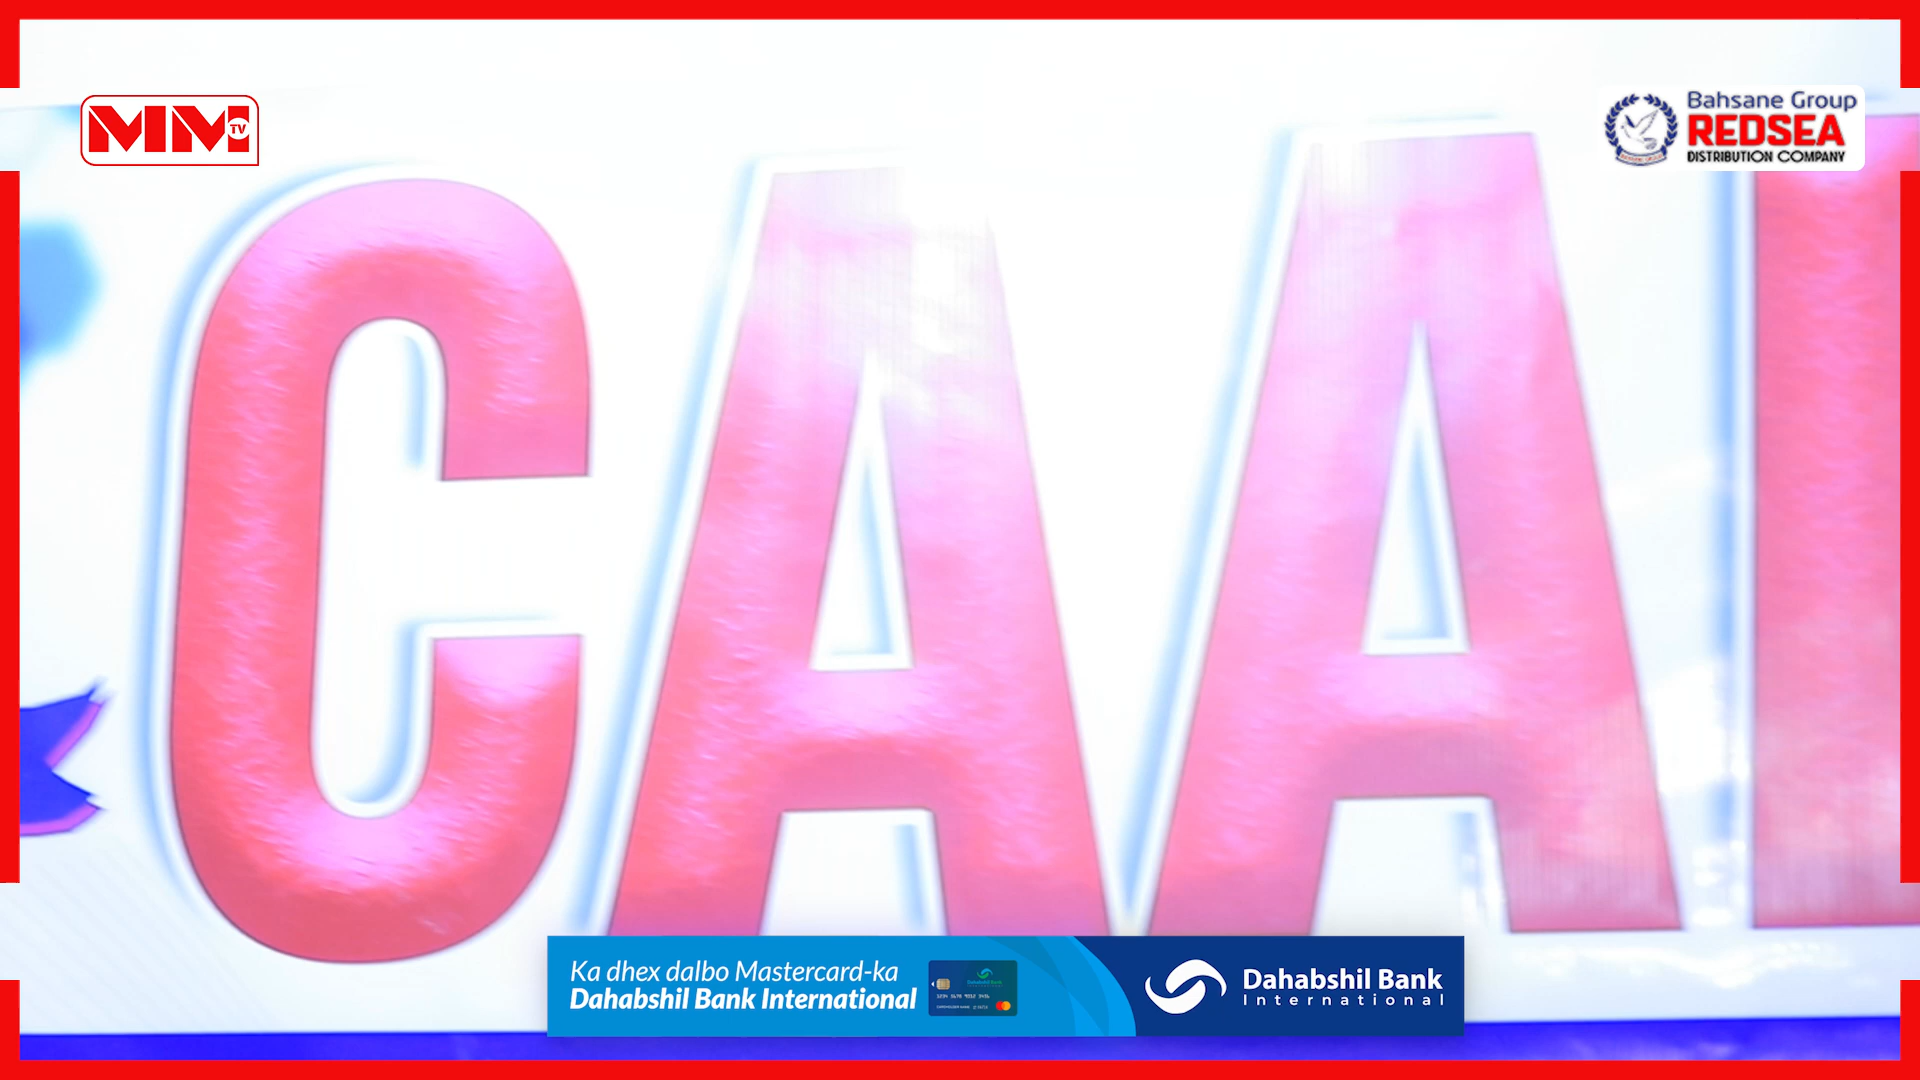 MM TV
Bahsane Group
REDSEA
DISTRIBUTION COMPANY
CAA
Ka dhex dalbo Mastercard-ka
Dahabshil Bank International
Dahabshil Bank
International